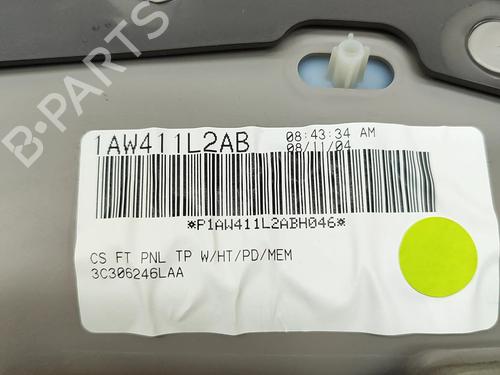 B-PARTS
1AW411L2AB
08:43:34 AM
08/11/04
*P1AW411L2ABH046*
CS FT PNL TP W/HT/PD/MEM
3C306246LAA